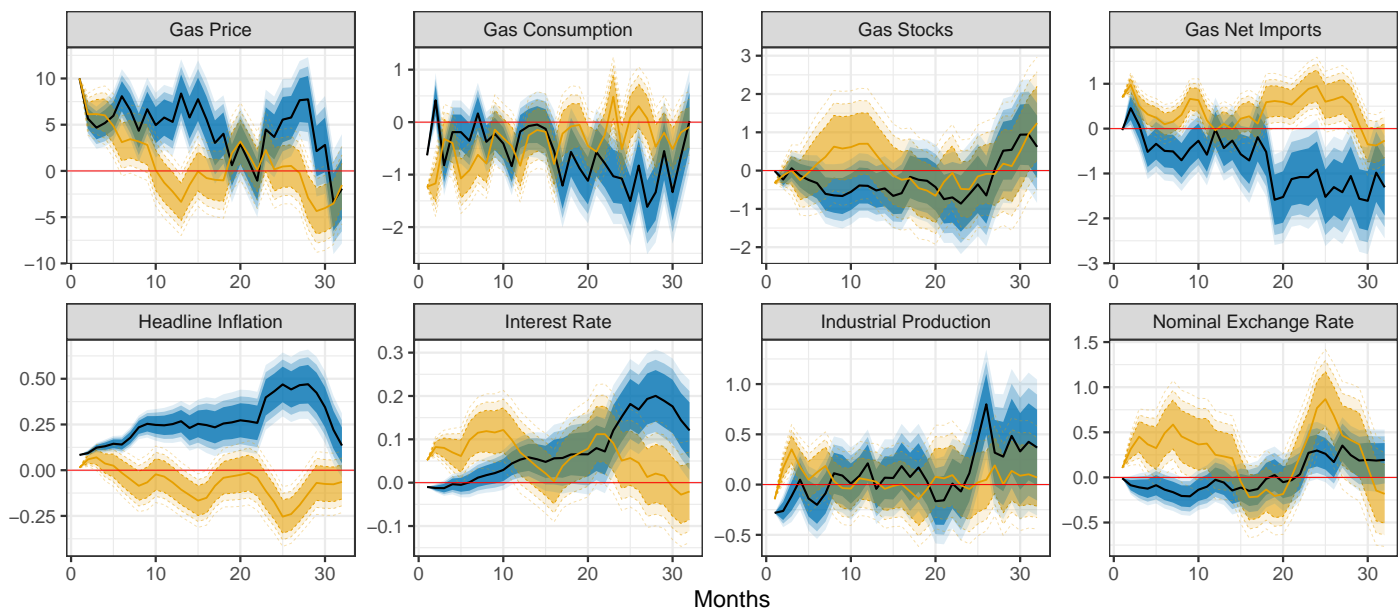 Gas Price
Gas Consumption
Gas Stocks
Gas Net Imports
10
5
0
−5
−10
0 10 20 30
1
0
−1
−2
0 10 20 30
3
2
1
0
−1
−2
0 10 20 30
1
0
−1
−2
−3
0 10 20 30
Headline Inflation
Interest Rate
Industrial Production
Nominal Exchange Rate
0.50
0.25
0.00
−0.25
0 10 20 30
0.3
0.2
0.1
0.0
−0.1
0 10 20 30
1.0
0.5
0.0
−0.5
0 10 20 30
1.5
1.0
0.5
0.0
−0.5
0 10 20 30
Months